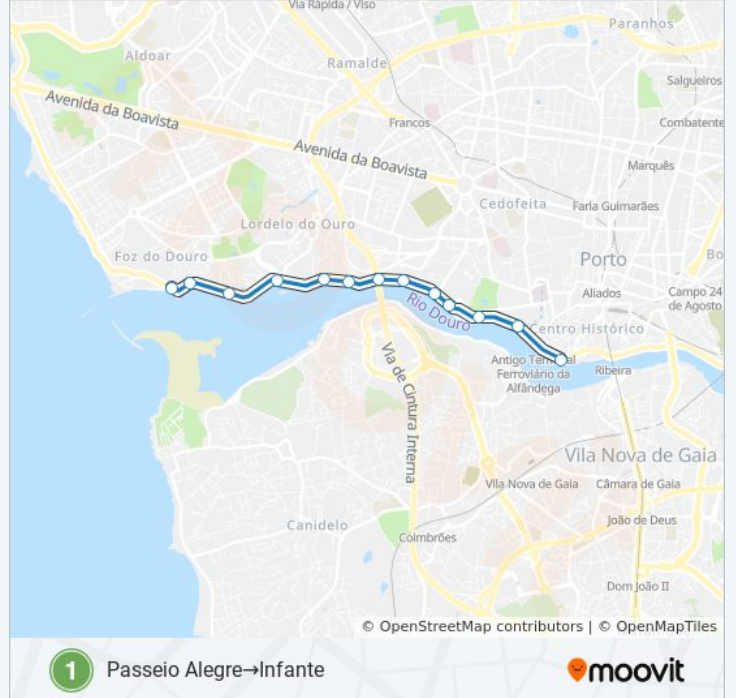 Via Rápida / Viso
Paranhos
Aldoar
Ramalde
Salgueiros
Avenida da Boavista
Francos
Combatente
Avenida da Boavista
Marquês
Cedofeita
Faria Guimarães
Lordelo do Ouro
Foz do Douro
Porto
Bo
Aliados
Campo 24
de Agosto
Rio Douro
Centro Histórico
Antigo Terminal
Ferroviário da
Alfândega
Ribeira
Via de Cintura Interna
Vila Nova de Gaia
Vila Nova de Gaia
Câmara de Gaia
João de Deus
Canidelo
Coimbrões
Dom João II
© OpenStreetMap contributors | © OpenMapTiles
1 Passeio Alegre→Infante
moovit